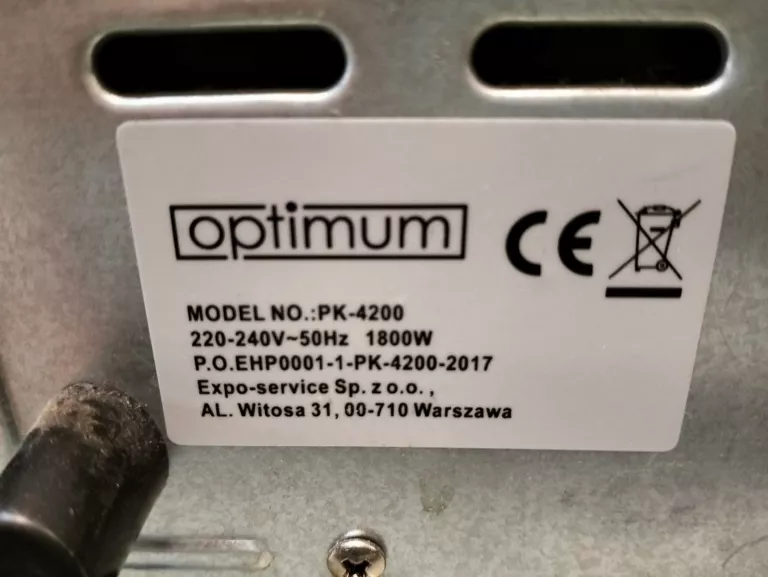 optimum
CE
MODEL NO.:PK-4200
220-240V~50Hz 1800W
P.O.EHP0001-1-PK-4200-2017
Expo-service Sp. z o.o. ,
AL. Witosa 31, 00-710 Warszawa